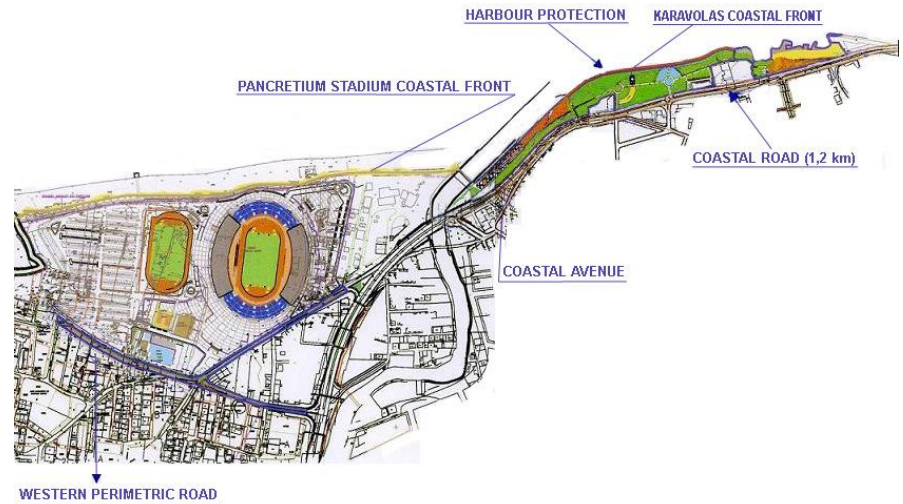 HARBOUR PROTECTION
KARAVOLAS COASTAL FRONT
PANCRETIUM STADIUM COASTAL FRONT
COASTAL ROAD (1,2 km)
COASTAL AVENUE
WESTERN PERIMETRIC ROAD